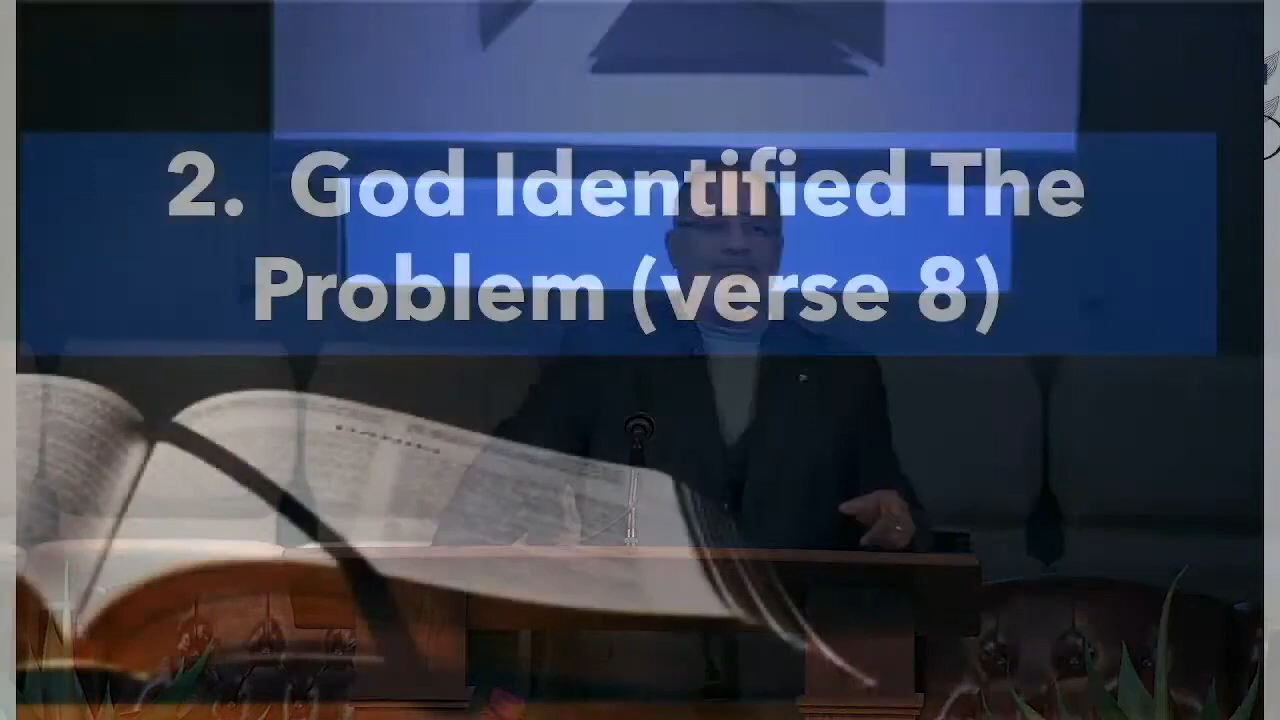 2. God Identified The
Problem (verse 8)